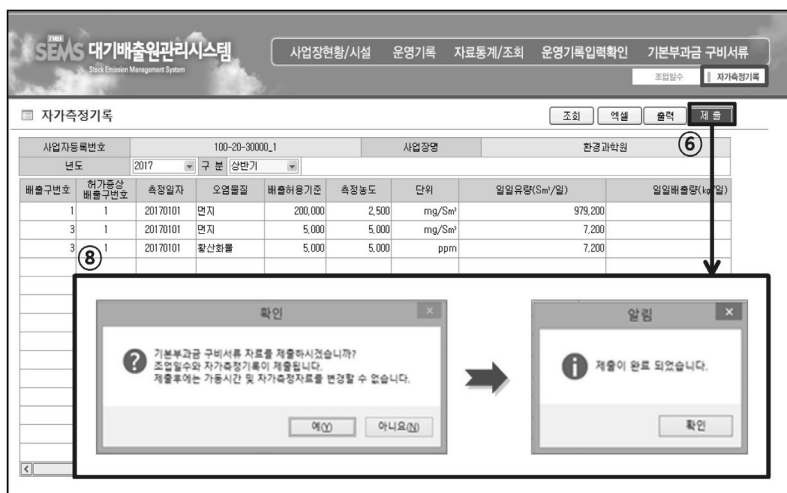 SEMS 대기배출원관리시스템
Stack Emission Management System
사업장현황/시설 운영기록 자료통계/조회 운영기록입력확인 기본부과금 구비서류
조업일수 자가측정기록
자가측정기록 조회 엑셀 출력 제 출
⑥
사업자등록번호 100-20-30000_1 사업장명 환경과학원
년도 2017 구 분 상반기
배출구번호 허가증상 배출구번호 측정일자 오염물질 배출허용기준 측정농도 단위 일일유량(Sm³/일) 일일배출량(kg/일)
1 1 20170101 먼지 200,000 2,500 mg/Sm³ 979,200
3 1 20170101 먼지 5,000 5,000 mg/Sm³ 7,200
3 1 20170101 황산화물 5,000 5,000 ppm 7,200
⑧
확인
기본부과금 구비서류 자료를 제출하시겠습니까?
조업일수와 자가측정기록이 제출됩니다.
제출후에는 가동시간 및 자가측정자료를 변경할 수 없습니다.
예(Y) 아니요(N)
알림
제출이 완료 되었습니다.
확인